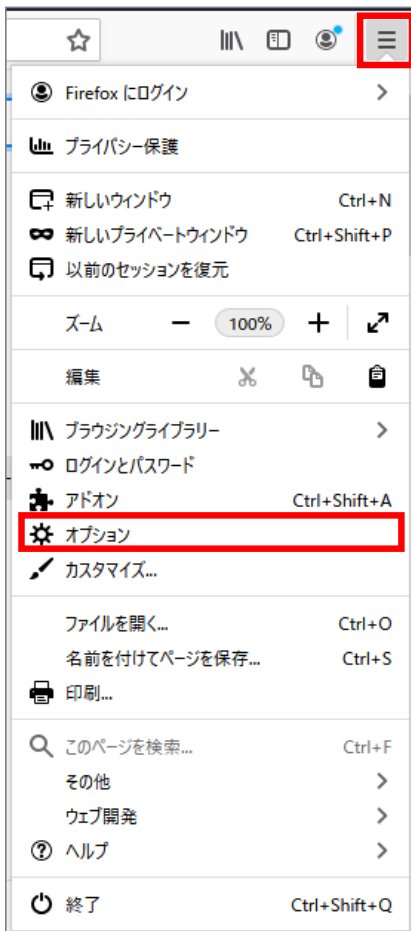 Firefox にログイン
プライバシー保護
新しいウィンドウ Ctrl+N
新しいプライベートウィンドウ Ctrl+Shift+P
以前のセッションを復元
ズーム 100%
編集
ブラウジングライブラリー
ログインとパスワード
アドオン Ctrl+Shift+A
オプション
カスタマイズ...
ファイルを開く... Ctrl+O
名前を付けてページを保存... Ctrl+S
印刷...
このページを検索... Ctrl+F
その他
ウェブ開発
ヘルプ
終了 Ctrl+Shift+Q